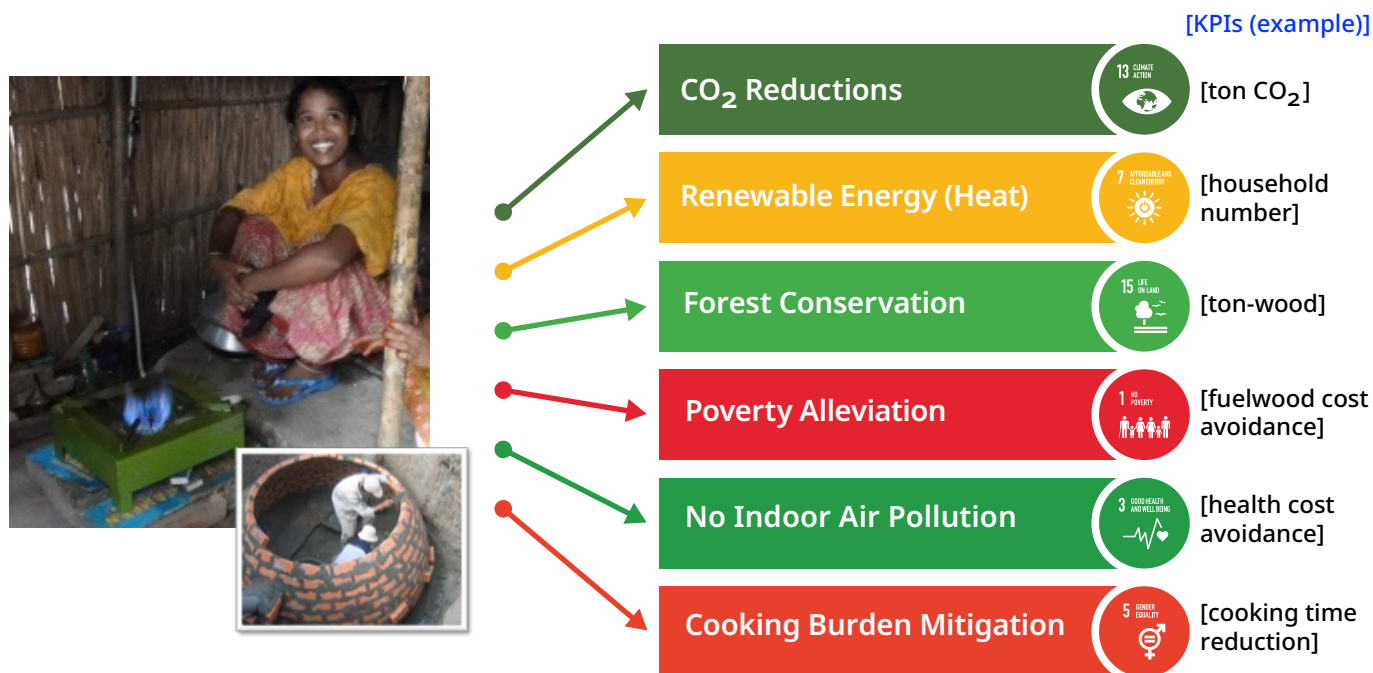 [KPIs (example)]
CO₂ Reductions
13 CLIMATE
ACTION
[ton CO₂]
Renewable Energy (Heat)
7 AFFORDABLE AND
CLEAN ENERGY
[household
number]
Forest Conservation
15 LIFE
ON LAND
[ton-wood]
Poverty Alleviation
1 NO
POVERTY
[fuelwood cost
avoidance]
No Indoor Air Pollution
3 GOOD HEALTH
AND WELL BEING
[health cost
avoidance]
Cooking Burden Mitigation
5 GENDER
EQUALITY
[cooking time
reduction]